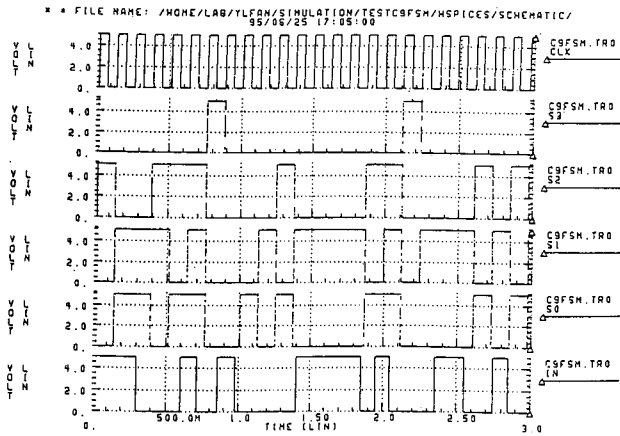 * * FILE NAME: /HOME/LAB/YLFAN/SIMULATION/TESTC9FSM/HSPICES/SCHEMATIC/
95/06/25 17:05:00
VOLT LIN
4.0
2.0
0.
C9FSM.TR0
CLK
VOLT LIN
4.0
2.0
0.
C9FSM.TR0
S3
VOLT LIN
4.0
2.0
0.
C9FSM.TR0
S2
VOLT LIN
4.0
2.0
0.
C9FSM.TR0
S1
VOLT LIN
4.0
2.0
0.
C9FSM.TR0
S0
VOLT LIN
4.0
2.0
0.
C9FSM.TR0
IN
0. 500.0M 1.0 1.50 2.0 2.50 3.0
TIME [LIN]